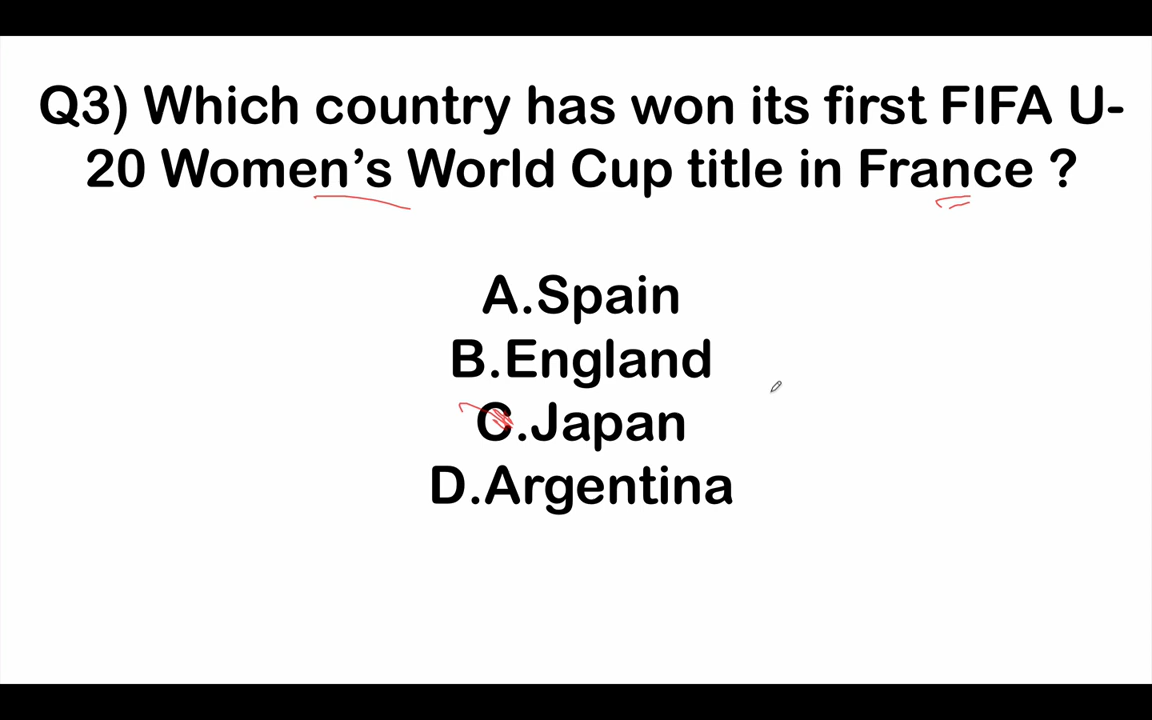 Q3) Which country has won its first FIFA U-
20 Women’s World Cup title in France ?
A.Spain
B.England
C.Japan
D.Argentina